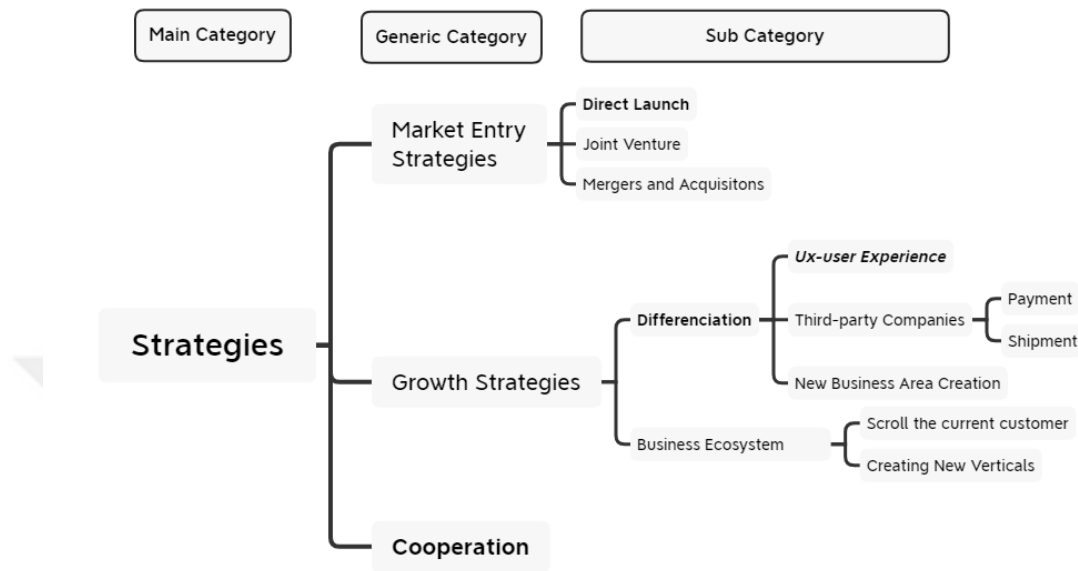 Main Category
Generic Category
Sub Category
Direct Launch
Market Entry
Strategies
Joint Venture
Mergers and Acquisitons
Ux-user Experience
Payment
Differenciation
Third-party Companies
Shipment
Strategies
Growth Strategies
New Business Area Creation
Scroll the current customer
Business Ecosystem
Creating New Verticals
Cooperation